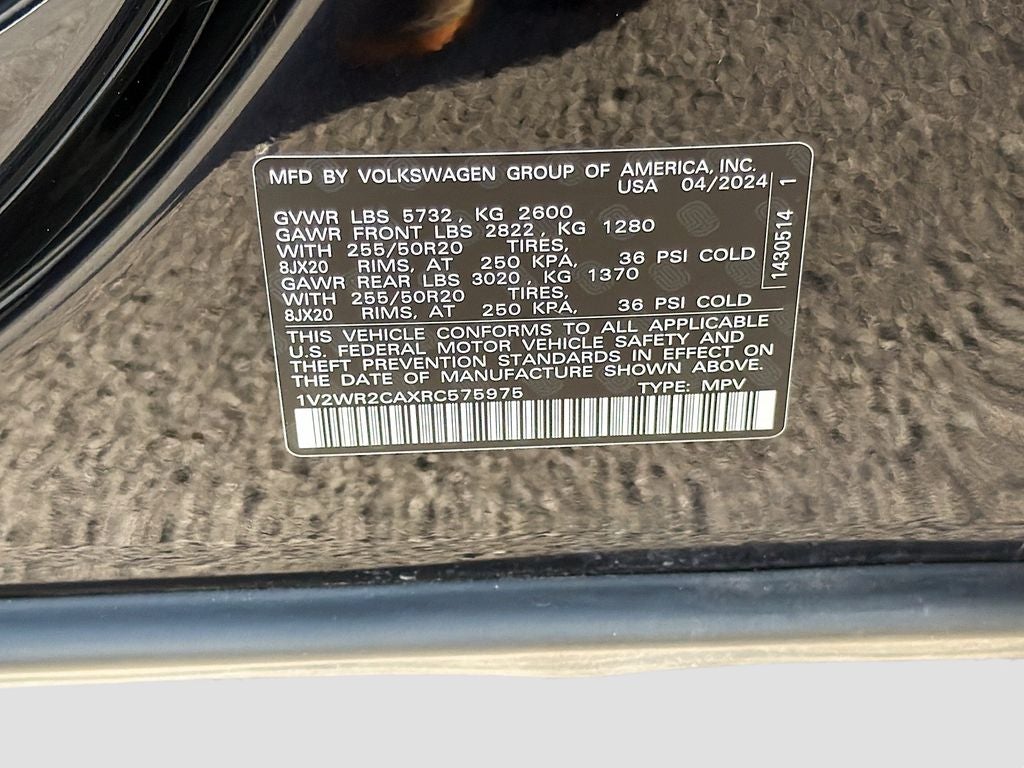 MFD BY VOLKSWAGEN GROUP OF AMERICA, INC.
USA 04/2024
GVWR LBS 5732, KG 2600
GAWR FRONT LBS 2822, KG 1280
WITH 255/50R20 TIRES,
8JX20 RIMS, AT 250 KPA, 36 PSI COLD
GAWR REAR LBS 3020, KG 1370
WITH 255/50R20 TIRES,
8JX20 RIMS, AT 250 KPA, 36 PSI COLD
THIS VEHICLE CONFORMS TO ALL APPLICABLE
U.S. FEDERAL MOTOR VEHICLE SAFETY AND
THEFT PREVENTION STANDARDS IN EFFECT ON
THE DATE OF MANUFACTURE SHOWN ABOVE.
1V2WR2CAXRC575975 TYPE: MPV
1430514 1